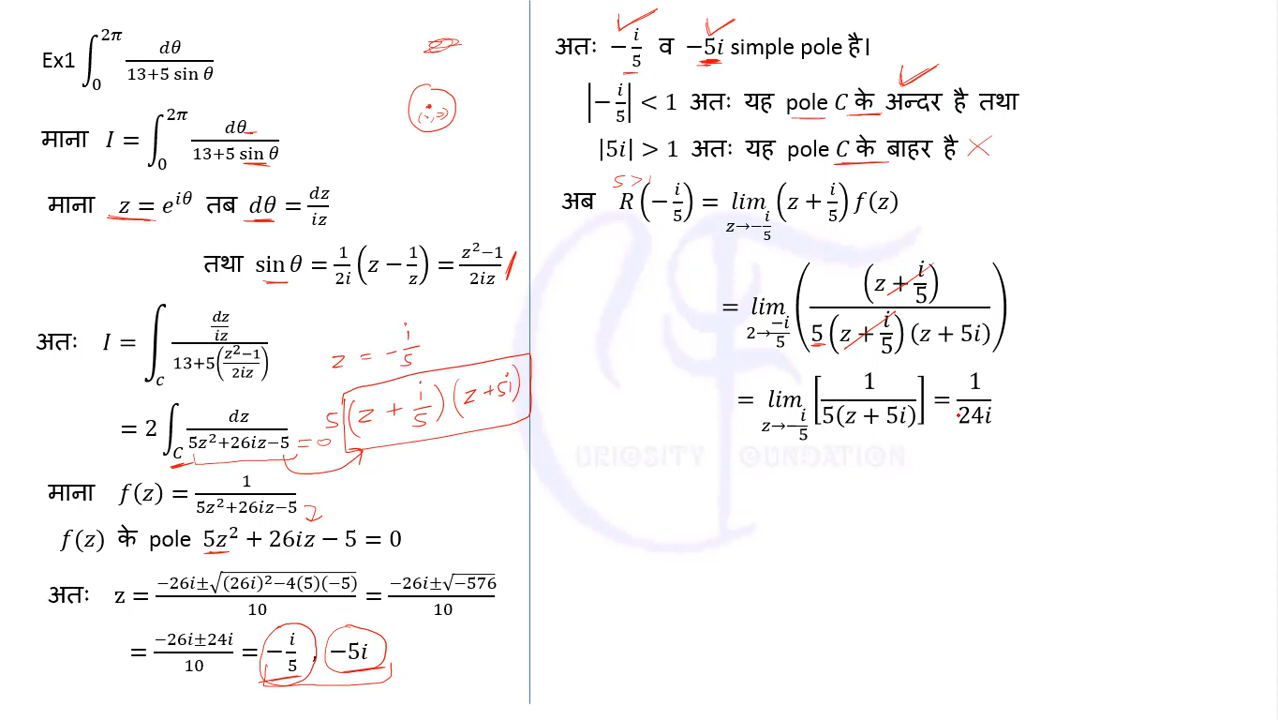 Ex1 ∫₀^{2π} dθ/(13+5 sin θ)
माना I = ∫₀^{2π} dθ/(13+5 sin θ)
माना z = e^{iθ} तब dθ = dz/iz
तथा sin θ = 1/2i (z − 1/z) = z²−1/2iz
अतः I = ∫_c (dz/iz)/(13+5((z²−1)/2iz))
z = −i/5
= 2 ∫_C dz/(5z²+26iz−5) = 0
5(z + i/5)(z+5i)
माना f(z) = 1/(5z²+26iz−5)
f(z) के pole 5z² + 26iz − 5 = 0
अतः z = (−26i±√((26i)²−4(5)(−5)))/10 = (−26i±√−576)/10
= (−26i±24i)/10 = −i/5 , −5i
अतः −i/5 व −5i simple pole है।
|−i/5| < 1 अतः यह pole C के अन्दर है तथा
|5i| > 1 अतः यह pole C के बाहर है
5>1
अब R(−i/5) = lim_{z→−i/5} (z + i/5) f(z)
= lim_{2→−i/5} ((z + i/5)/(5(z + i/5)(z + 5i)))
= lim_{z→−i/5} [1/(5(z + 5i))] = 1/24i
URIOSITY FOUNDATION